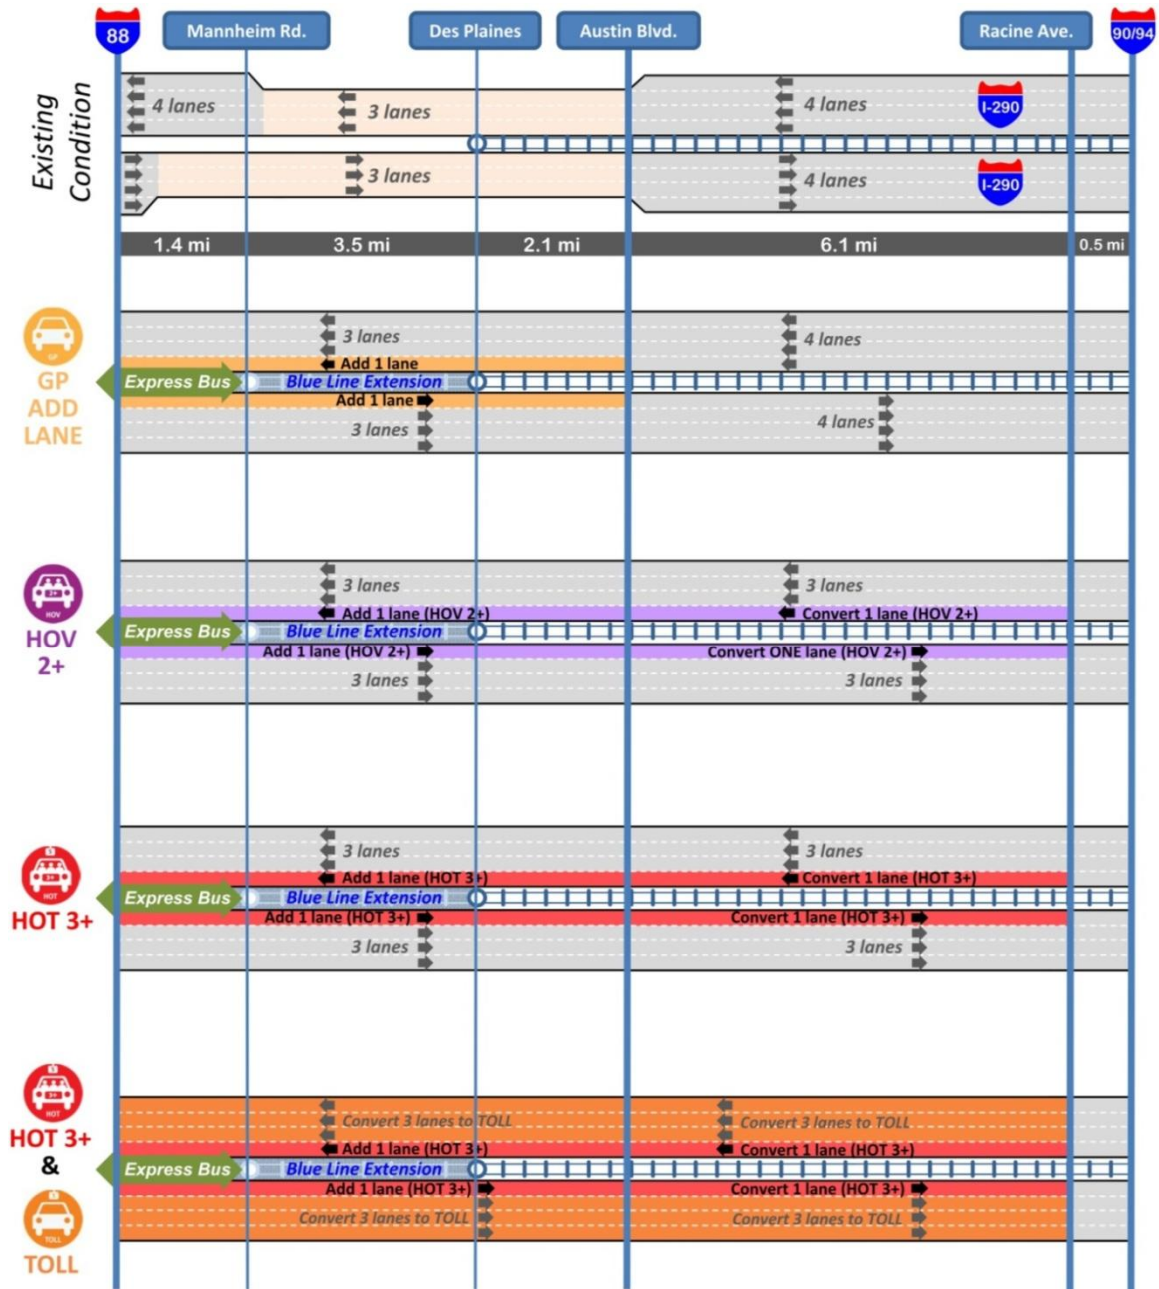 88 Mannheim Rd. Des Plaines Austin Blvd. Racine Ave. 90/94
Existing
Condition
4 lanes 3 lanes 4 lanes I-290
3 lanes 4 lanes I-290
1.4 mi 3.5 mi 2.1 mi 6.1 mi 0.5 mi
GP
GP
ADD
LANE
3 lanes 4 lanes
Add 1 lane
Express Bus Blue Line Extension
Add 1 lane
3 lanes 4 lanes
3+
HOV
HOV
2+
3 lanes 3 lanes
Add 1 lane (HOV 2+) Convert 1 lane (HOV 2+)
Express Bus Blue Line Extension
Add 1 lane (HOV 2+) Convert ONE lane (HOV 2+)
3 lanes 3 lanes
3+
HOT
HOT 3+
3 lanes 3 lanes
Add 1 lane (HOT 3+) Convert 1 lane (HOT 3+)
Express Bus Blue Line Extension
Add 1 lane (HOT 3+) Convert 1 lane (HOT 3+)
3 lanes 3 lanes
3+
HOT
HOT 3+
&
TOLL
TOLL
Convert 3 lanes to TOLL Convert 3 lanes to TOLL
Add 1 lane (HOT 3+) Convert 1 lane (HOT 3+)
Express Bus Blue Line Extension
Add 1 lane (HOT 3+) Convert 1 lane (HOT 3+)
Convert 3 lanes to TOLL Convert 3 lanes to TOLL